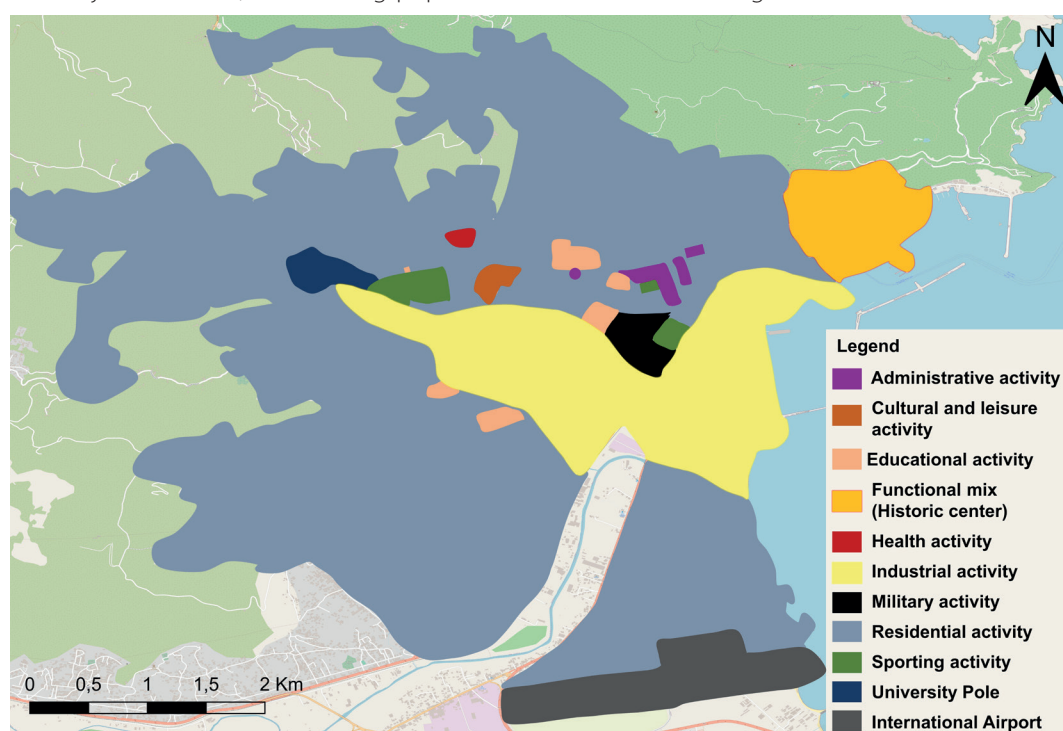 N
Legend
Administrative activity
Cultural and leisure
activity
Educational activity
Functional mix
(Historic center)
Health activity
Industrial activity
Military activity
Residential activity
Sporting activity
University Pole
International Airport
0 0,5 1 1,5 2 Km